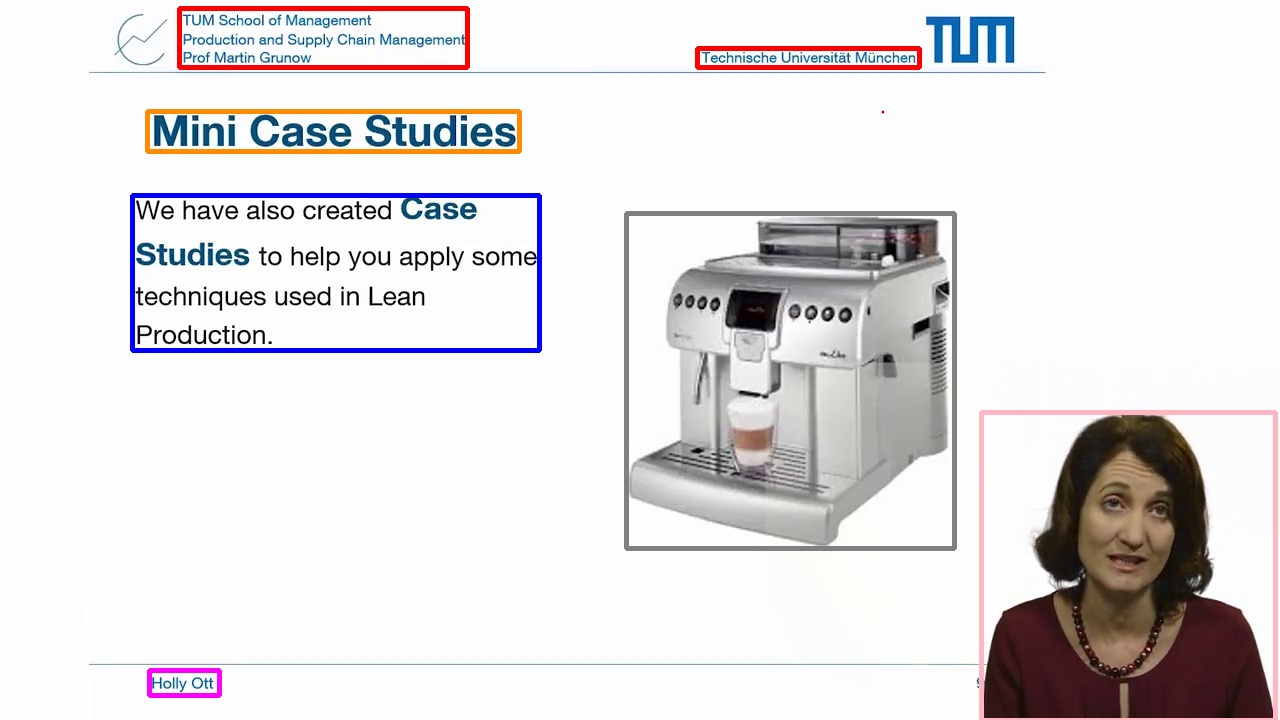 TUM School of Management
Production and Supply Chain Management
Prof Martin Grunow
Technische Universität München
TUM
Mini Case Studies
We have also created Case
Studies to help you apply some
techniques used in Lean
Production.
Holly Ott